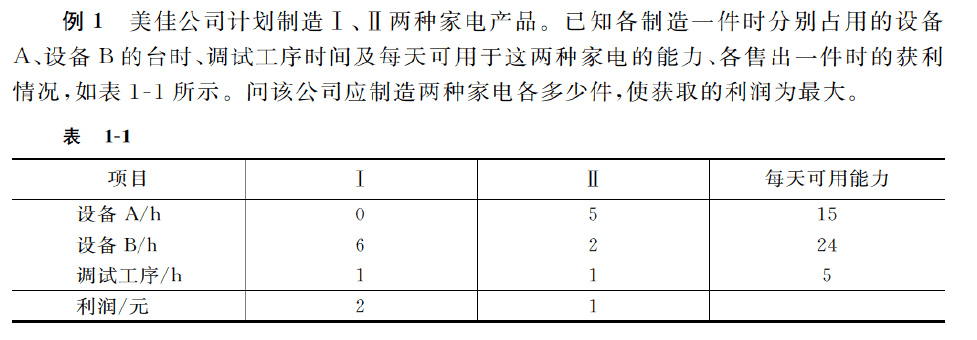 例 1 美佳公司计划制造Ⅰ、Ⅱ两种家电产品。已知各制造一件时分别占用的设备
A、设备 B 的台时、调试工序时间及每天可用于这两种家电的能力、各售出一件时的获利
情况,如表 1-1 所示。问该公司应制造两种家电各多少件,使获取的利润为最大。
表 1-1
项目 Ⅰ Ⅱ 每天可用能力
设备 A/h 0 5 15
设备 B/h 6 2 24
调试工序/h 1 1 5
利润/元 2 1